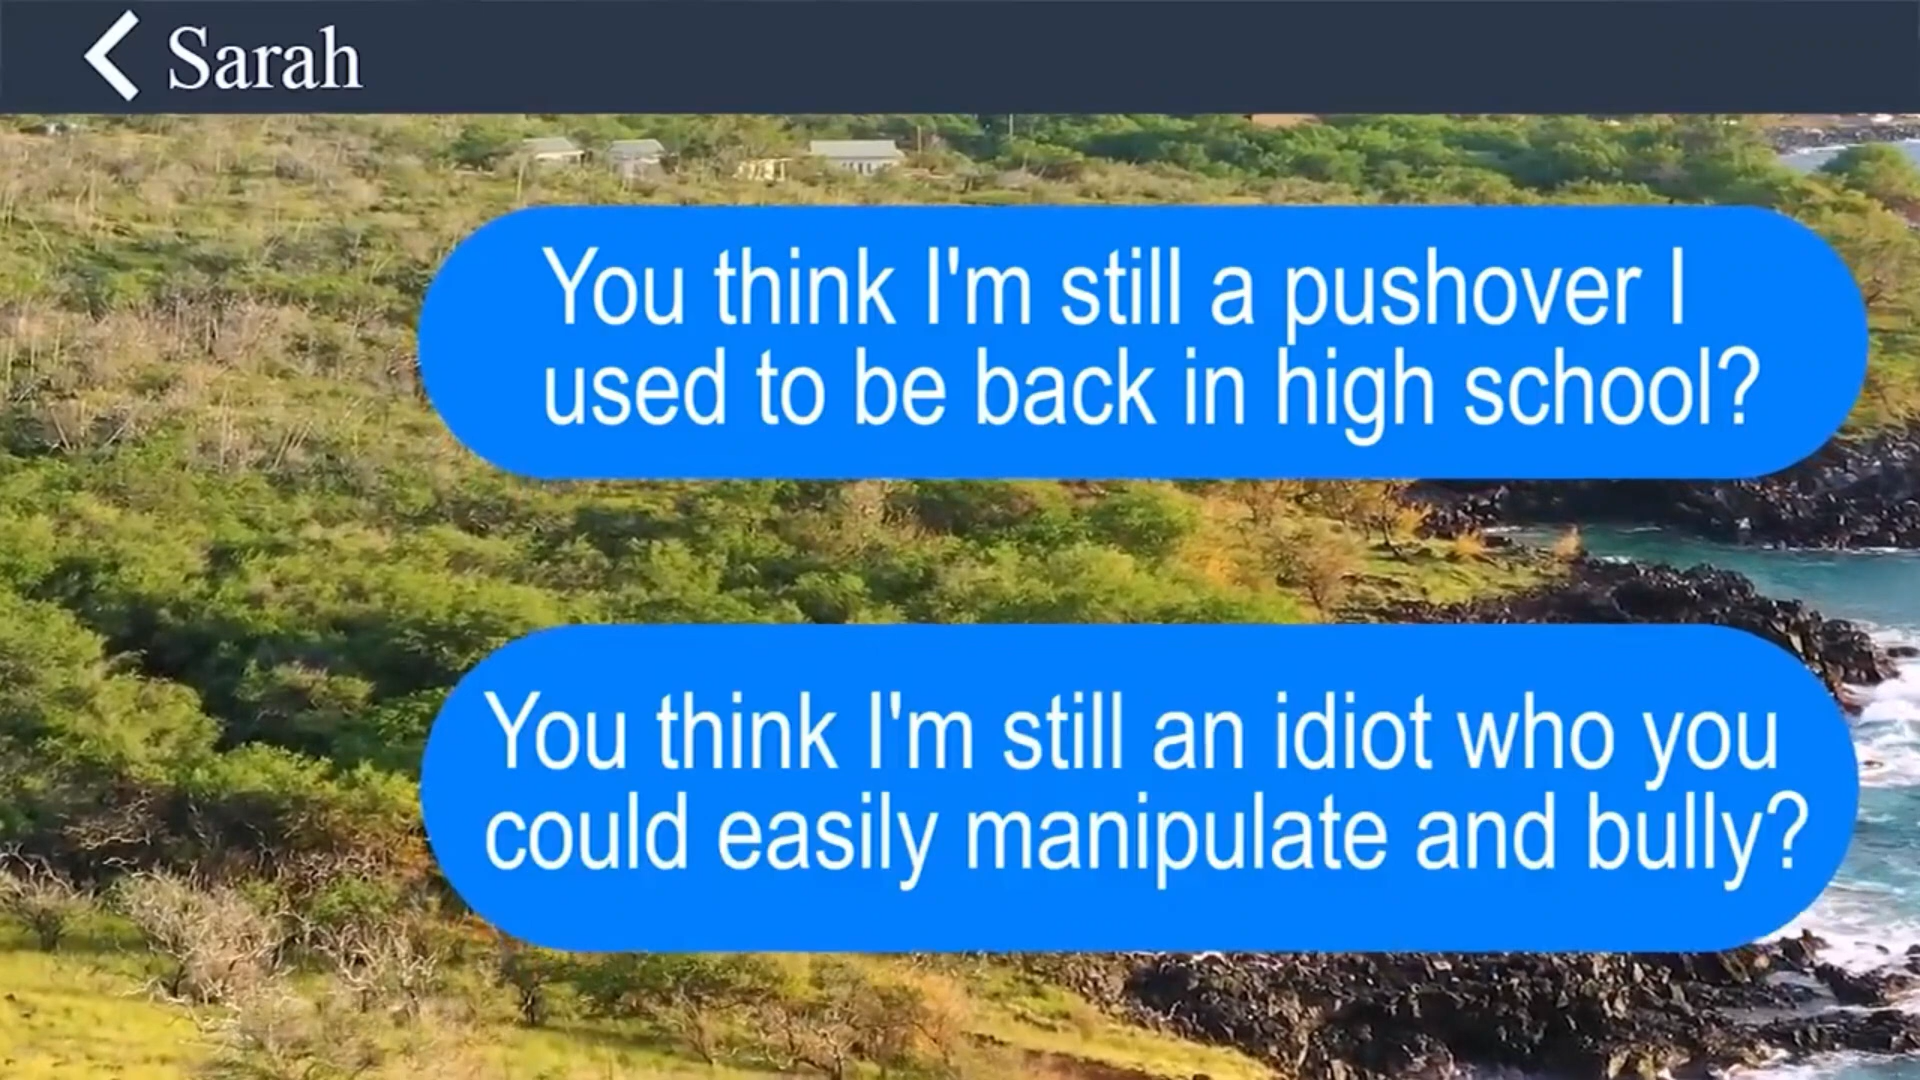 Sarah
You think I'm still a pushover I
used to be back in high school?
You think I'm still an idiot who you
could easily manipulate and bully?